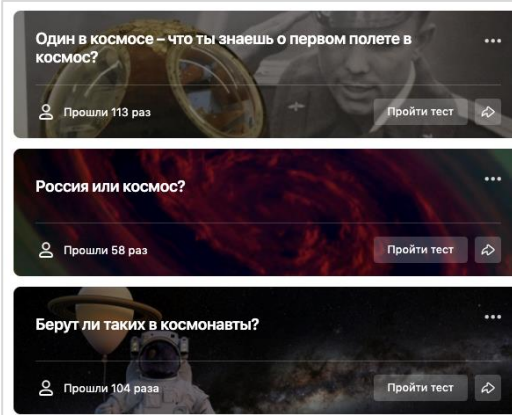 Один в космосе – что ты знаешь о первом полете в
космос?
Прошли 113 раз
Пройти тест
Россия или космос?
Прошли 58 раз
Пройти тест
Берут ли таких в космонавты?
Прошли 104 раза
Пройти тест